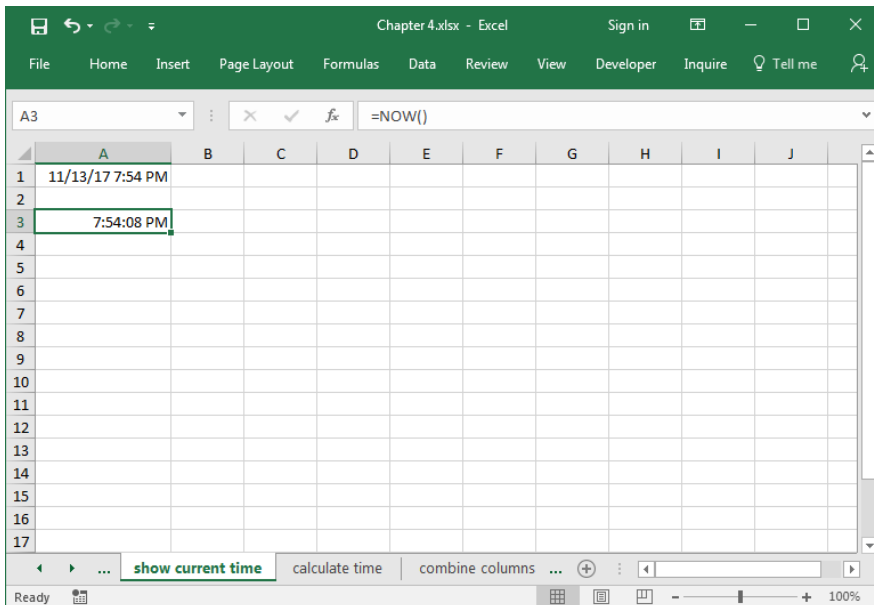 Chapter 4.xlsx - Excel Sign in
File Home Insert Page Layout Formulas Data Review View Developer Inquire Tell me
A3 fx =NOW()
A B C D E F G H I J
1 11/13/17 7:54 PM
2
3 7:54:08 PM
4
5
6
7
8
9
10
11
12
13
14
15
16
17
... show current time calculate time combine columns ...
Ready 100%